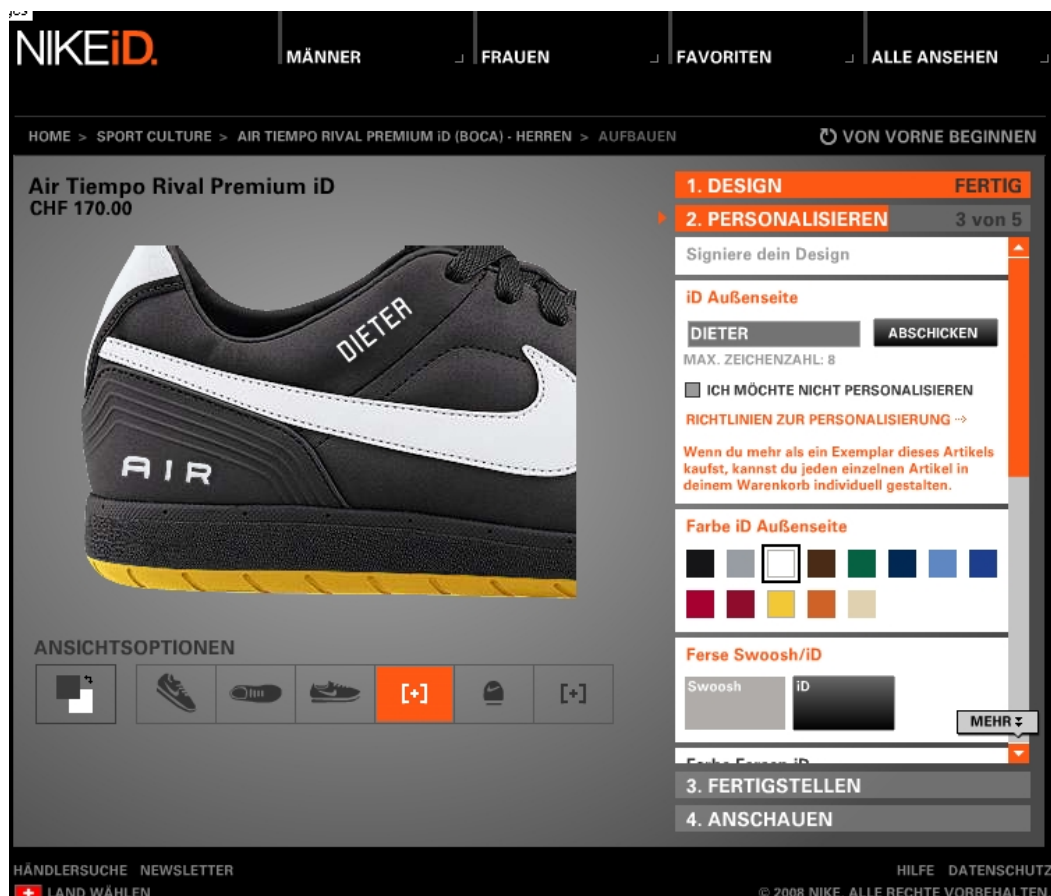 NIKEiD.
MÄNNER
FRAUEN
FAVORITEN
ALLE ANSEHEN
HOME > SPORT CULTURE > AIR TIEMPO RIVAL PREMIUM iD (BOCA) - HERREN > AUFBAUEN
VON VORNE BEGINNEN
Air Tiempo Rival Premium iD
CHF 170.00
DIETER
AIR
ANSICHTSOPTIONEN
[+]
[+]
1. DESIGN FERTIG
2. PERSONALISIEREN 3 von 5
Signiere dein Design
iD Außenseite
DIETER ABSCHICKEN
MAX. ZEICHENZAHL: 8
ICH MÖCHTE NICHT PERSONALISIEREN
RICHTLINIEN ZUR PERSONALISIERUNG
Wenn du mehr als ein Exemplar dieses Artikels
kaufst, kannst du jeden einzelnen Artikel in
deinem Warenkorb individuell gestalten.
Farbe iD Außenseite
Ferse Swoosh/iD
Swoosh iD
MEHR
Farbe Fersen iD
3. FERTIGSTELLEN
4. ANSCHAUEN
HÄNDLERSUCHE NEWSLETTER
HILFE DATENSCHUTZ
LAND WÄHLEN
© 2008 NIKE. ALLE RECHTE VORBEHALTEN.